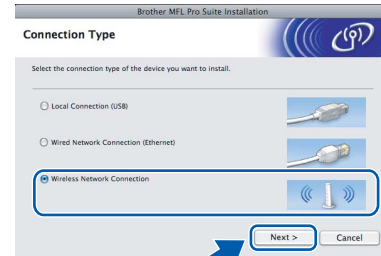 Brother MFL Pro Suite Installation
Connection Type
Select the connection type of the device you want to install.
Local Connection (USB)
Wired Network Connection (Ethernet)
Wireless Network Connection
Next >
Cancel